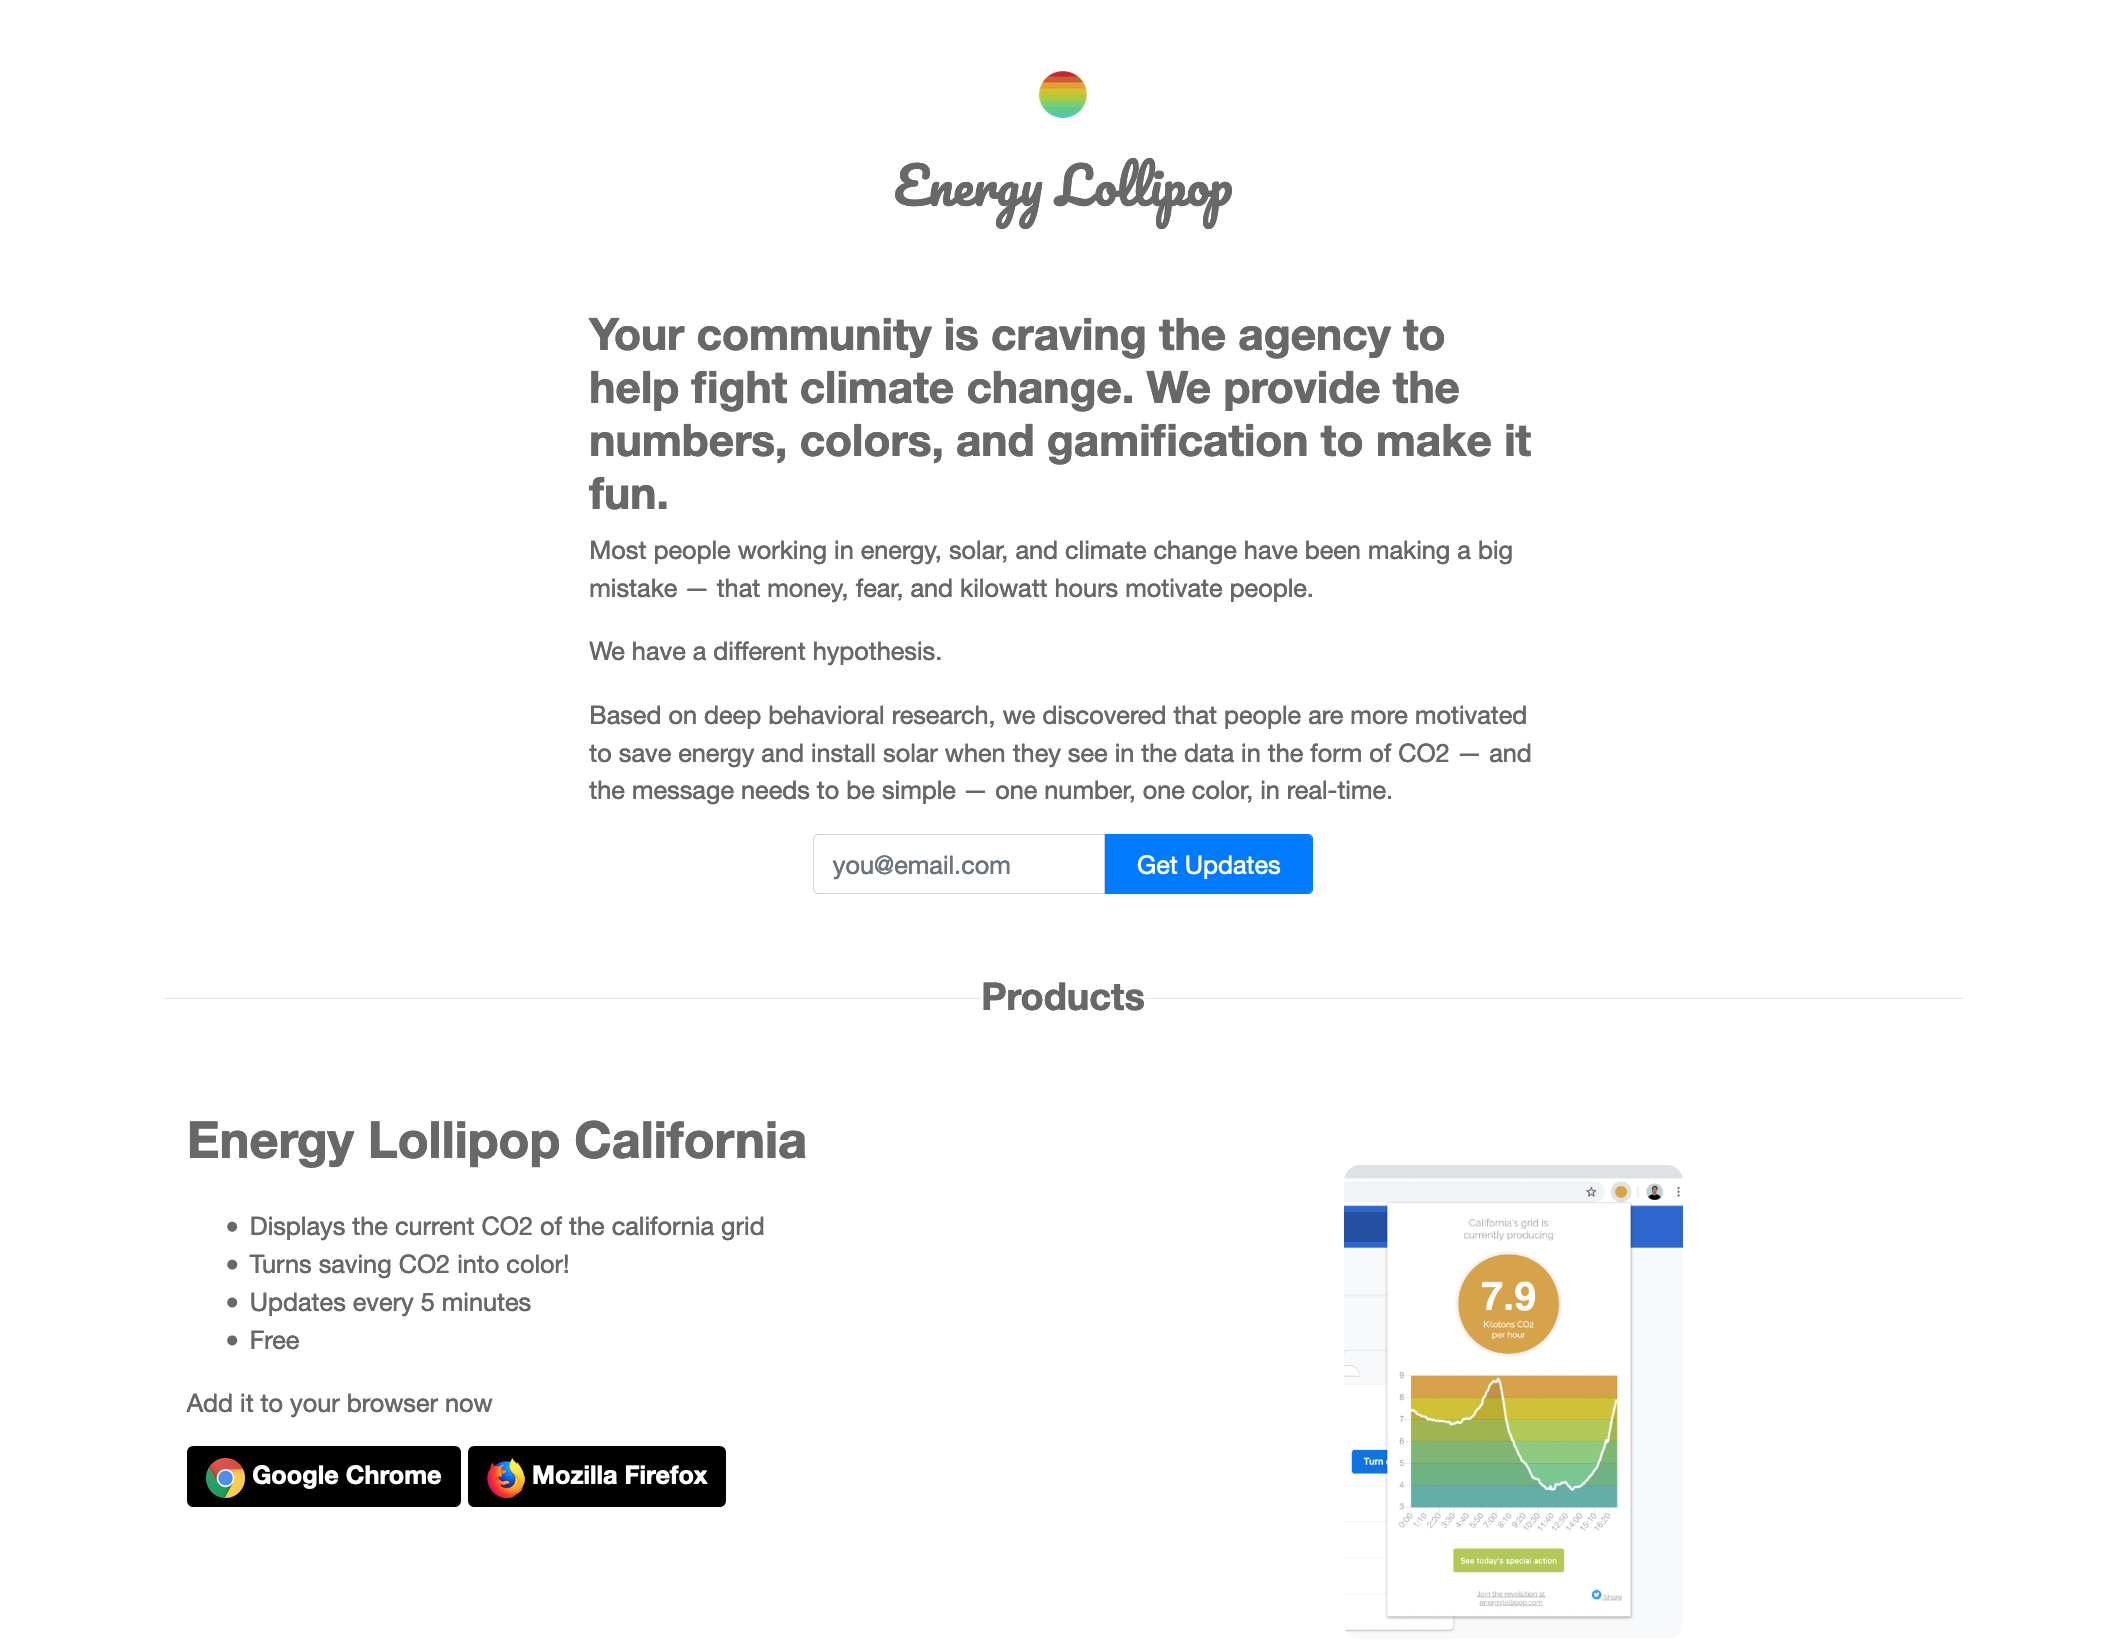 Energy Lollipop
Your community is craving the agency to
help fight climate change. We provide the
numbers, colors, and gamification to make it
fun.
Most people working in energy, solar, and climate change have been making a big
mistake — that money, fear, and kilowatt hours motivate people.
We have a different hypothesis.
Based on deep behavioral research, we discovered that people are more motivated
to save energy and install solar when they see in the data in the form of CO2 — and
the message needs to be simple — one number, one color, in real-time.
you@email.com
Get Updates
Products
Energy Lollipop California
Displays the current CO2 of the california grid
Turns saving CO2 into color!
Updates every 5 minutes
Free
Add it to your browser now
Google Chrome
Mozilla Firefox
California's grid is
currently producing
7.9
Kilotons CO2
per hour
9
8
7
6
5
4
3
0:00 1:10 2:20 3:30 4:40 5:50 7:00 8:10 9:20 10:30 11:40 12:50 14:00 15:10 16:20
Turn
See today's special action
Join the revolution at
energylollipop.com
Share